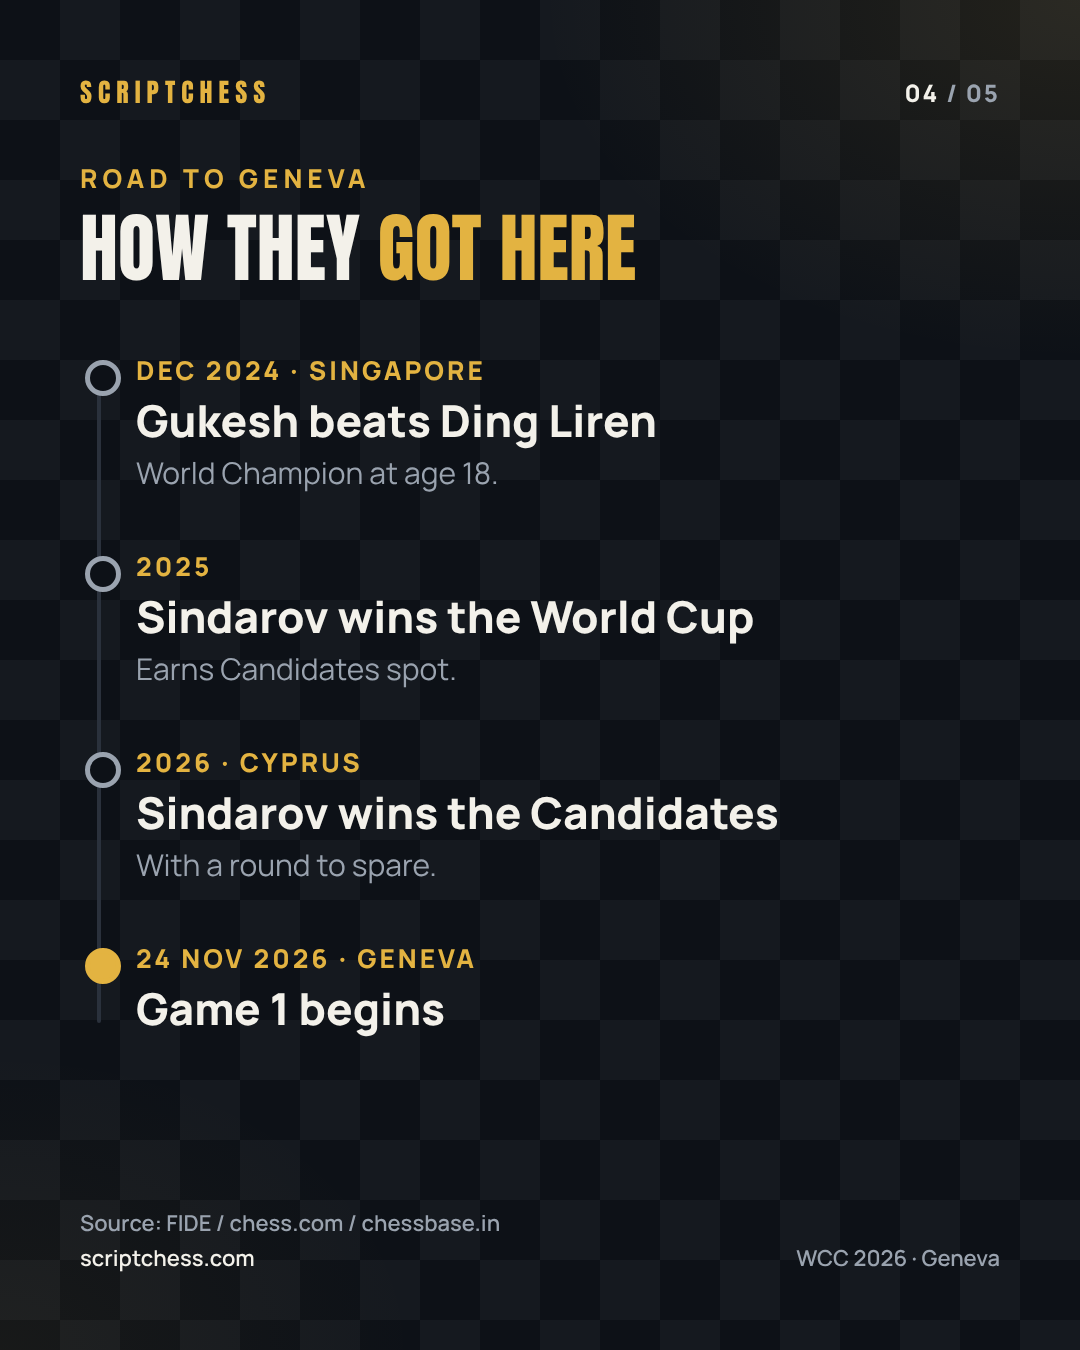 SCRIPTCHESS
04 / 05
ROAD TO GENEVA
HOW THEY GOT HERE
DEC 2024 · SINGAPORE
Gukesh beats Ding Liren
World Champion at age 18.
2025
Sindarov wins the World Cup
Earns Candidates spot.
2026 · CYPRUS
Sindarov wins the Candidates
With a round to spare.
24 NOV 2026 · GENEVA
Game 1 begins
Source: FIDE / chess.com / chessbase.in
scriptchess.com
WCC 2026 · Geneva